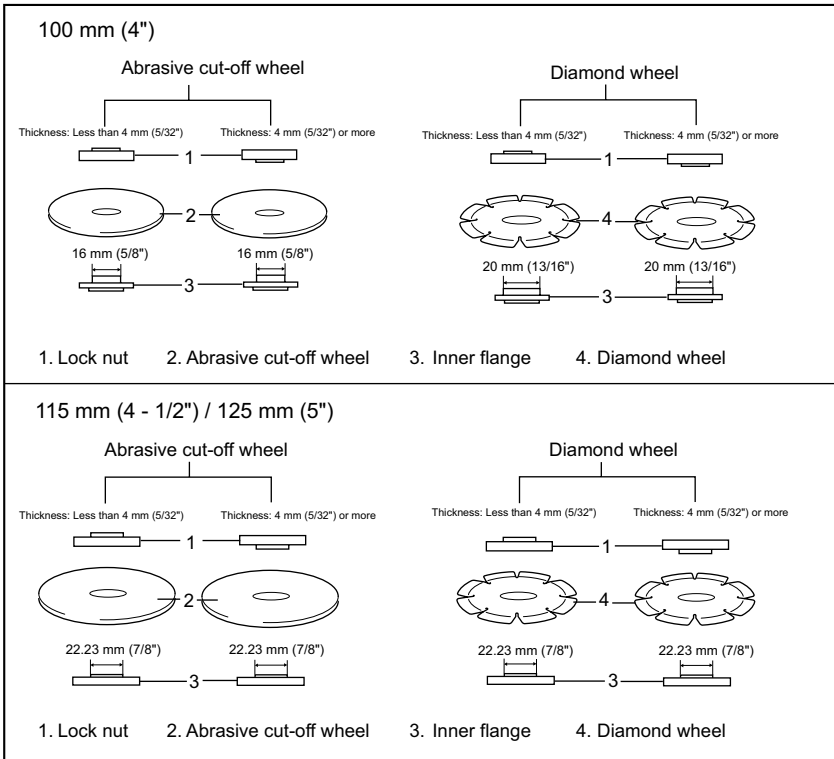 100 mm (4")
Abrasive cut-off wheel
Diamond wheel
Thickness: Less than 4 mm (5/32")
Thickness: 4 mm (5/32") or more
Thickness: Less than 4 mm (5/32")
Thickness: 4 mm (5/32") or more
1
1
2
4
16 mm (5/8")
16 mm (5/8")
20 mm (13/16")
20 mm (13/16")
3
3
1. Lock nut 2. Abrasive cut-off wheel 3. Inner flange 4. Diamond wheel
115 mm (4 - 1/2") / 125 mm (5")
Abrasive cut-off wheel
Diamond wheel
Thickness: Less than 4 mm (5/32")
Thickness: 4 mm (5/32") or more
Thickness: Less than 4 mm (5/32")
Thickness: 4 mm (5/32") or more
1
1
2
4
22.23 mm (7/8")
22.23 mm (7/8")
22.23 mm (7/8")
22.23 mm (7/8")
3
3
1. Lock nut 2. Abrasive cut-off wheel 3. Inner flange 4. Diamond wheel